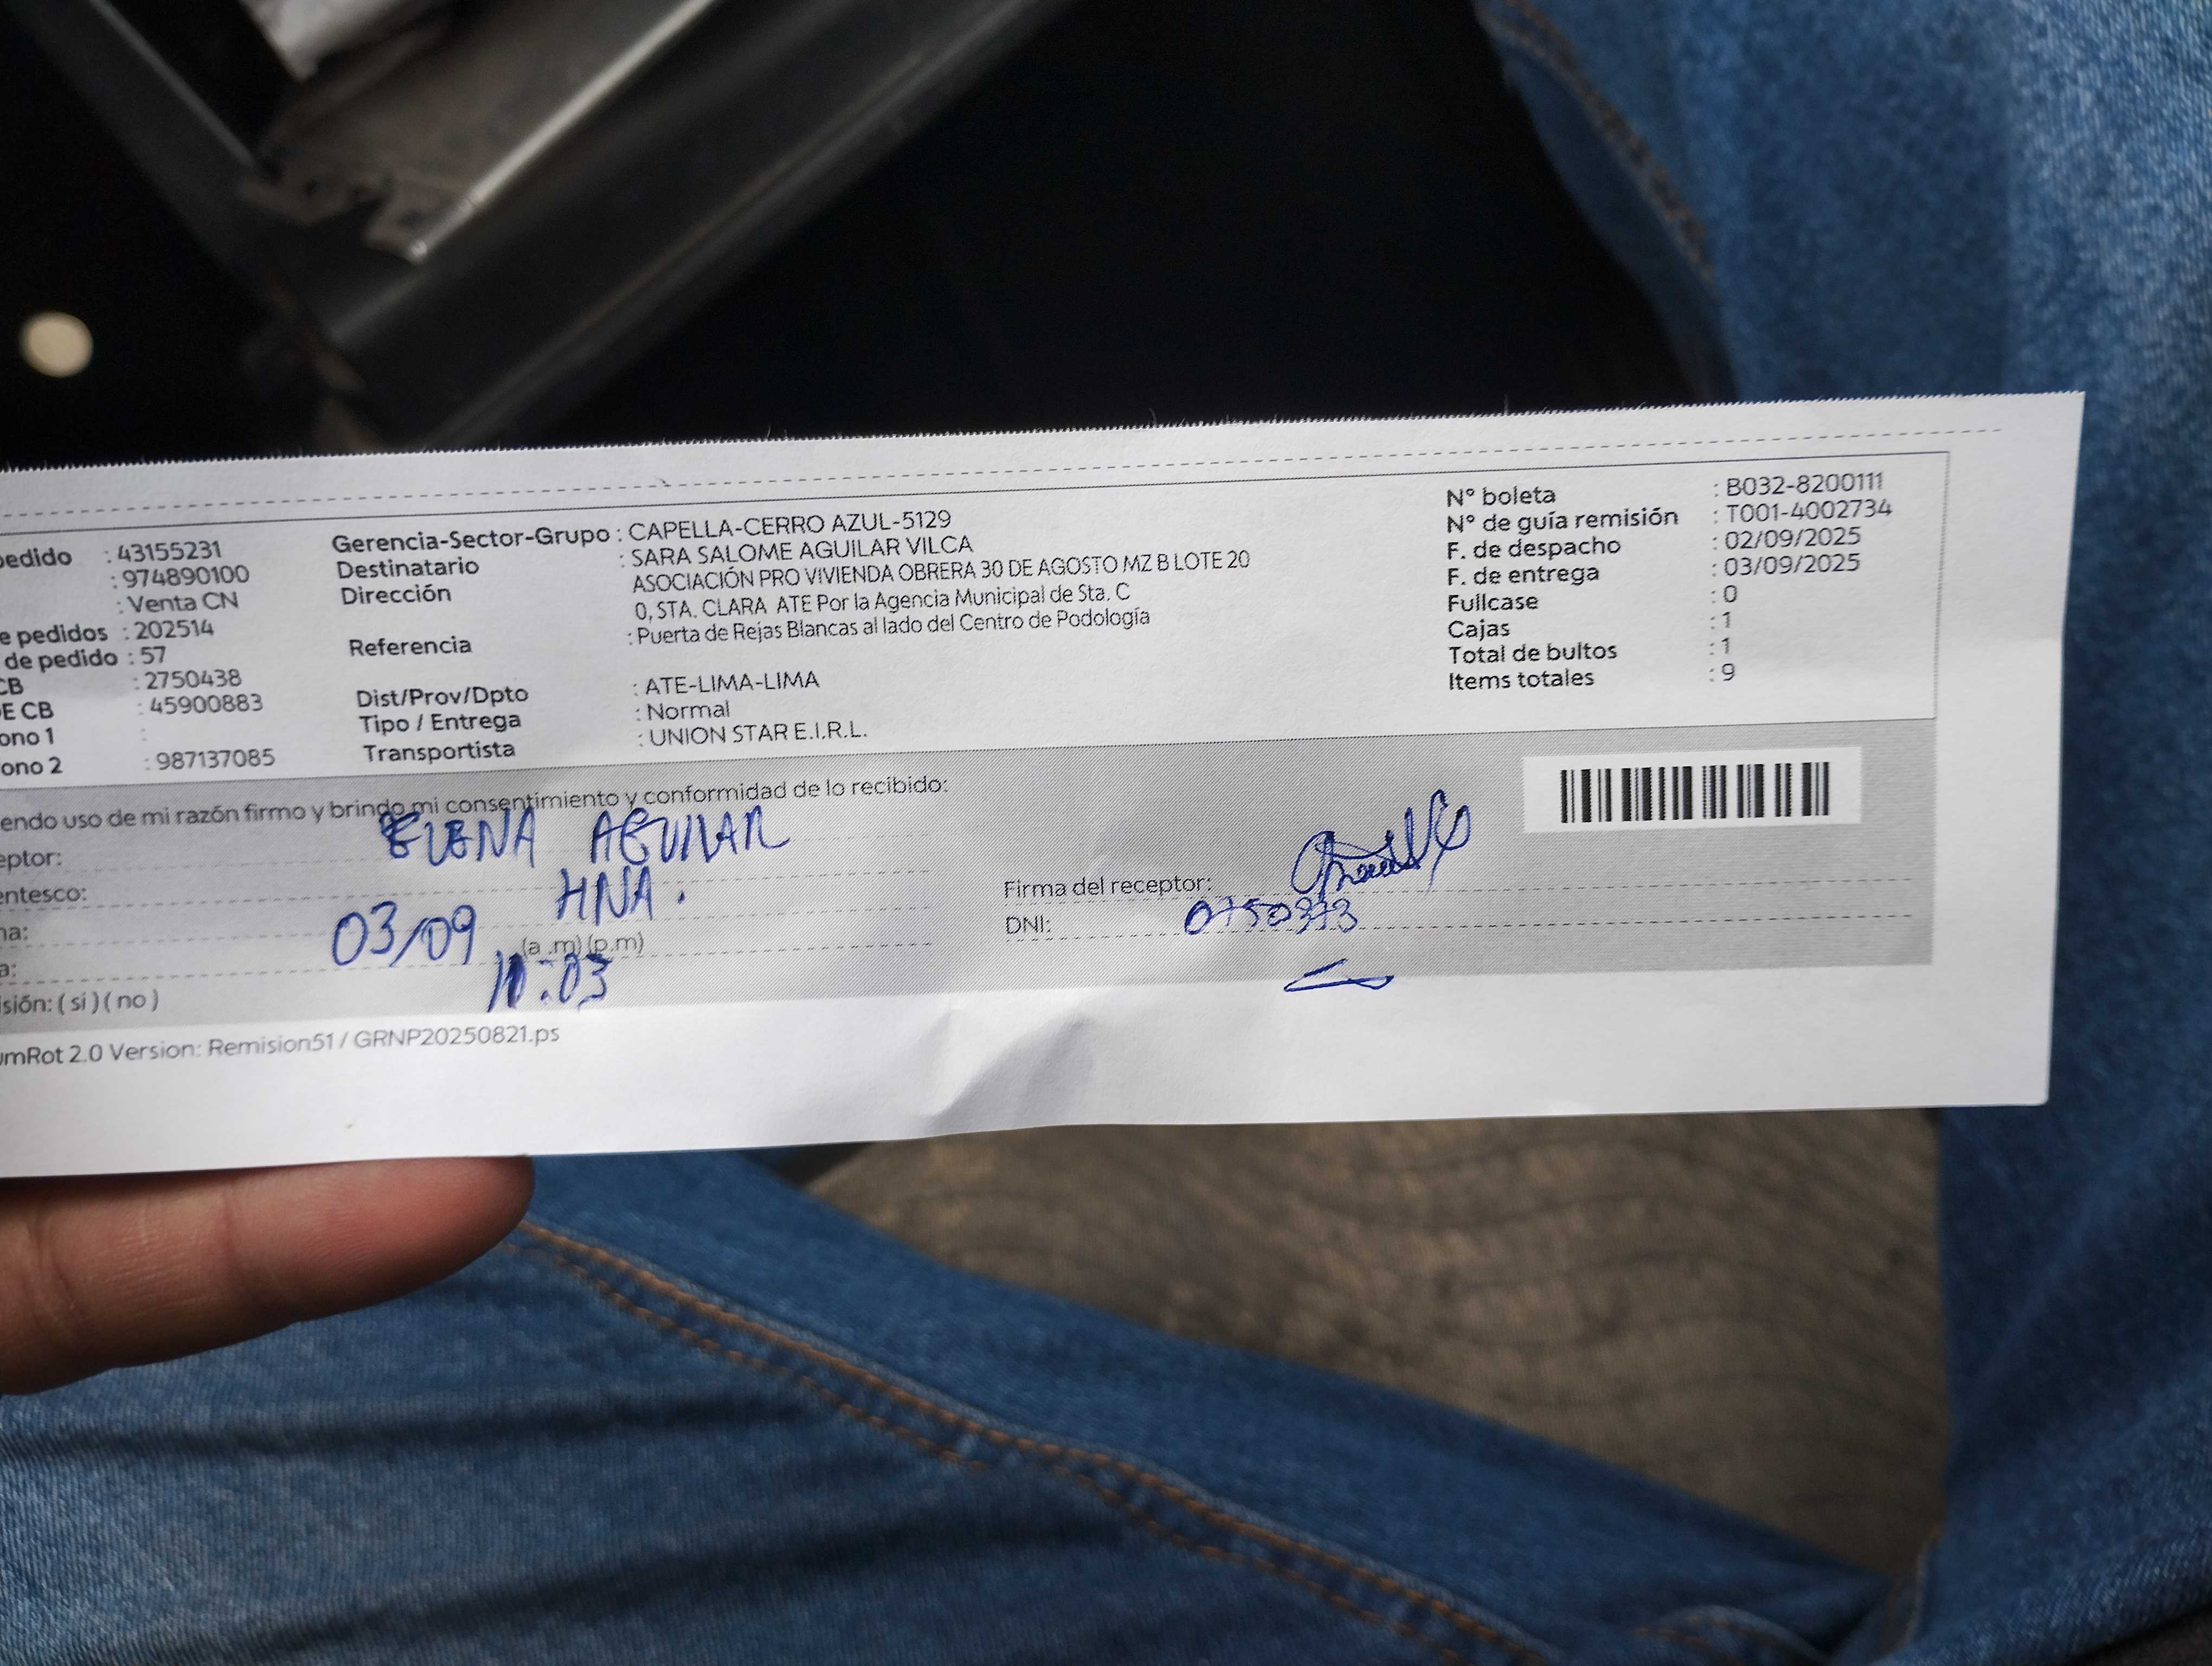 pedido : 43155231
: 974890100
: Venta CN
e pedidos : 202514
de pedido : 57
CB : 2750438
E CB : 45900883
ono 1 :
ono 2 : 987137085
Gerencia-Sector-Grupo : CAPELLA-CERRO AZUL-5129
Destinatario : SARA SALOME AGUILAR VILCA
Dirección ASOCIACIÓN PRO VIVIENDA OBRERA 30 DE AGOSTO MZ B LOTE 20
0, STA. CLARA ATE Por la Agencia Municipal de Sta. C
Referencia : Puerta de Rejas Blancas al lado del Centro de Podología
Dist/Prov/Dpto : ATE-LIMA-LIMA
Tipo / Entrega : Normal
Transportista : UNION STAR E.I.R.L.
N° boleta : B032-8200111
N° de guía remisión : T001-4002734
F. de despacho : 02/09/2025
F. de entrega : 03/09/2025
Fullcase : 0
Cajas : 1
Total de bultos : 1
Items totales : 9
endo uso de mi razón firmo y brindo mi consentimiento y conformidad de lo recibido:
eptor: ELENA AGUILAR
entesco: HNA.
ha: 03/09
a: (a .m) (p.m)
sión: ( si ) ( no )
Firma del receptor:
DNI:
umRot 2.0 Version: Remision51 / GRNP20250821.ps